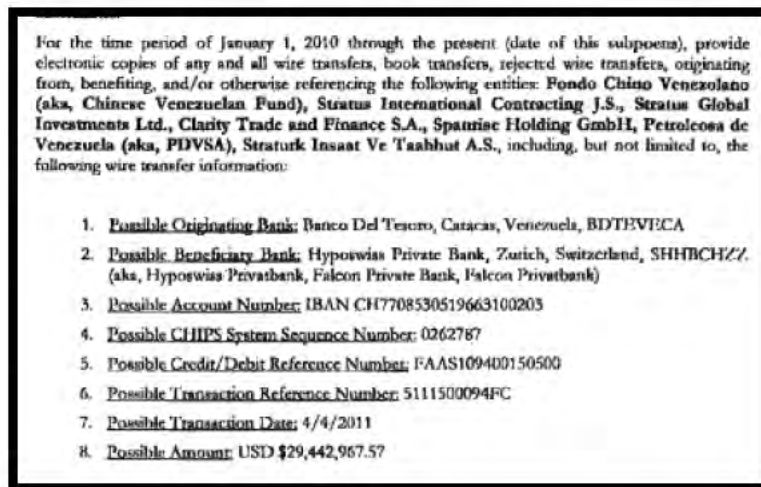 For the time period of January 1, 2010 through the present (date of this subpoena), provide
electronic copies of any and all wire transfers, book transfers, rejected wire transfers, originating
from, benefiting, and/or otherwise referencing the following entities: Fondo Chino Venezolano
(aka, Chinese Venezuelan Fund), Stratus International Contracting J.S., Stratus Global
Investments Ltd., Clarity Trade and Finance S.A., Spanrise Holding GmbH, Petroleosa de
Venezuela (aka, PDVSA), Straturk Insaat Ve Taahhut A.S., including, but not limited to, the
following wire transfer information:
1. Possible Originating Bank: Banco Del Tesoro, Caracas, Venezuela, BDTEVECA
2. Possible Beneficiary Bank: Hyposwiss Private Bank, Zurich, Switzerland, SHHBCHZZ
(aka, Hyposwiss Privatbank, Falcon Private Bank, Falcon Privatbank)
3. Possible Account Number: IBAN CH7708530519663100203
4. Possible CHIPS System Sequence Number: 0262787
5. Possible Credit/Debit Reference Number: FAAS109400150500
6. Possible Transaction Reference Number: 5111500094FC
7. Possible Transaction Date: 4/4/2011
8. Possible Amount: USD $29,442,967.57